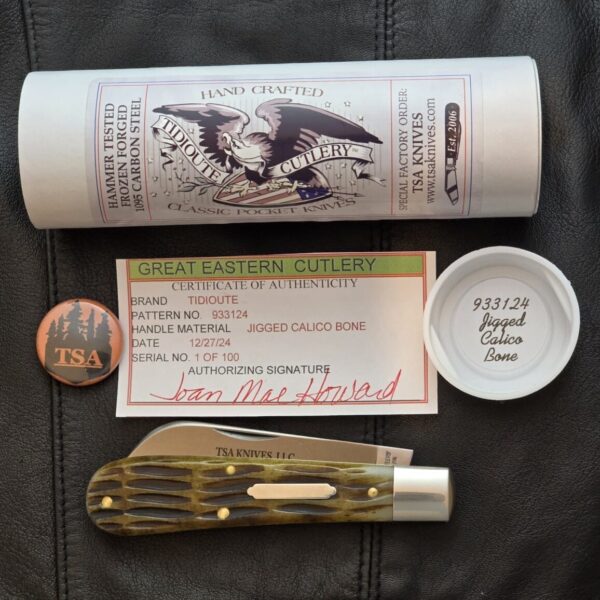 HAMMER TESTED
FROZEN FORGED
1095 CARBON STEEL
HAND CRAFTED
TIDIOUTE
CUTLERY
CLASSIC POCKET KNIVES
SPECIAL FACTORY ORDER:
TSA KNIVES
www.tsaknives.com
Est. 2006
GREAT EASTERN CUTLERY
CERTIFICATE OF AUTHENTICITY
BRAND TIDIOUTE
PATTERN NO. 933124
HANDLE MATERIAL JIGGED CALICO BONE
DATE 12/27/24
SERIAL NO. 1 OF 100
AUTHORIZING SIGNATURE
Joan Mae Howard
TSA
933124
Jigged
Calico
Bone
TSA KNIVES, LLC